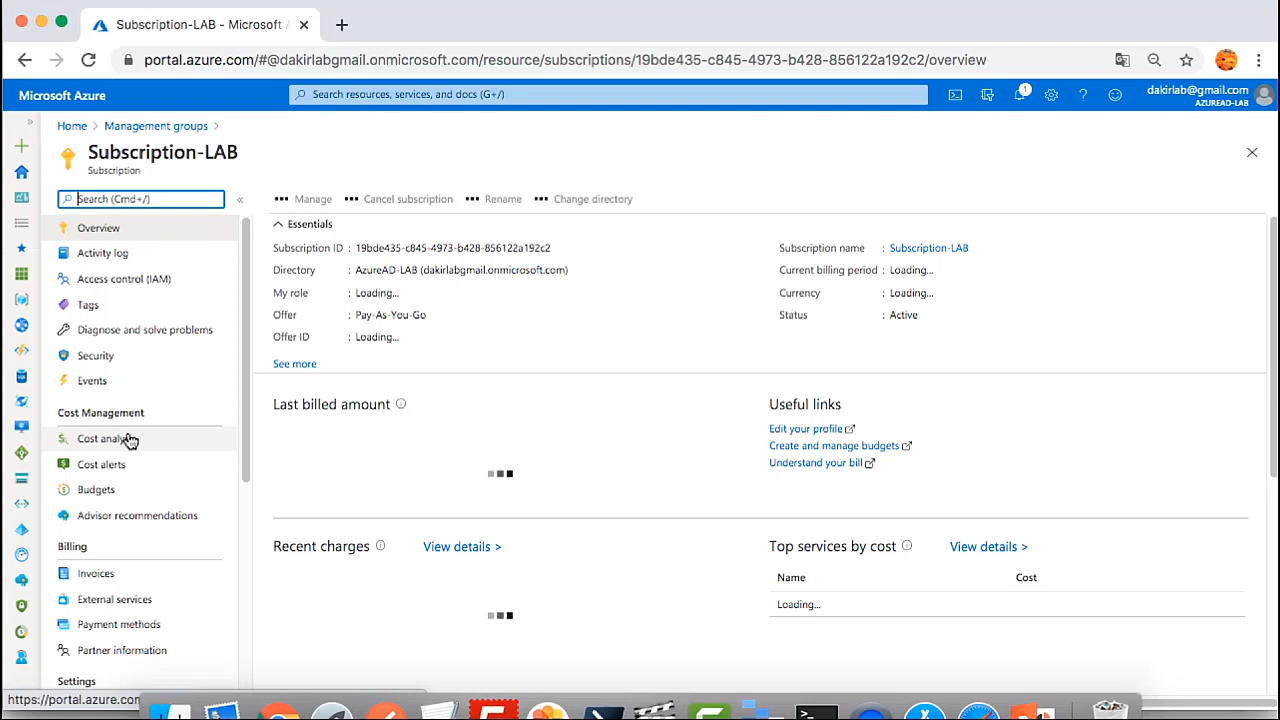 Subscription-LAB - Microsoft A
portal.azure.com/#@dakirlabgmail.onmicrosoft.com/resource/subscriptions/19bde435-c845-4973-b428-856122a192c2/overview
Microsoft Azure
Search resources, services, and docs (G+/)
1
dakirlab@gmail.com
AZUREAD-LAB
Home > Management groups >
Subscription-LAB
Subscription
Search (Cmd+/)
Manage
Cancel subscription
Rename
Change directory
Overview
Activity log
Access control (IAM)
Tags
Diagnose and solve problems
Security
Events
Cost Management
Cost analy
Cost alerts
Budgets
Advisor recommendations
Billing
Invoices
External services
Payment methods
Partner information
Settings
https://portal.azure.com
Essentials
Subscription ID : 19bde435-c845-4973-b428-856122a192c2
Directory : AzureAD-LAB (dakirlabgmail.onmicrosoft.com)
My role : Loading...
Offer : Pay-As-You-Go
Offer ID : Loading...
See more
Subscription name : Subscription-LAB
Current billing period : Loading...
Currency : Loading...
Status : Active
Last billed amount
Useful links
Edit your profile
Create and manage budgets
Understand your bill
Recent charges View details >
Top services by cost View details >
Name Cost
Loading...